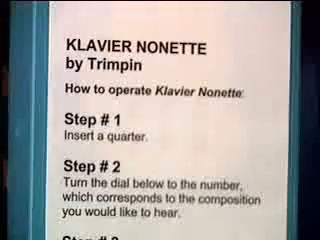 KLAVIER NONETTE
by Trimpin
How to operate Klavier Nonette:
Step # 1
Insert a quarter.
Step # 2
Turn the dial below to the number,
which corresponds to the composition
you would like to hear.